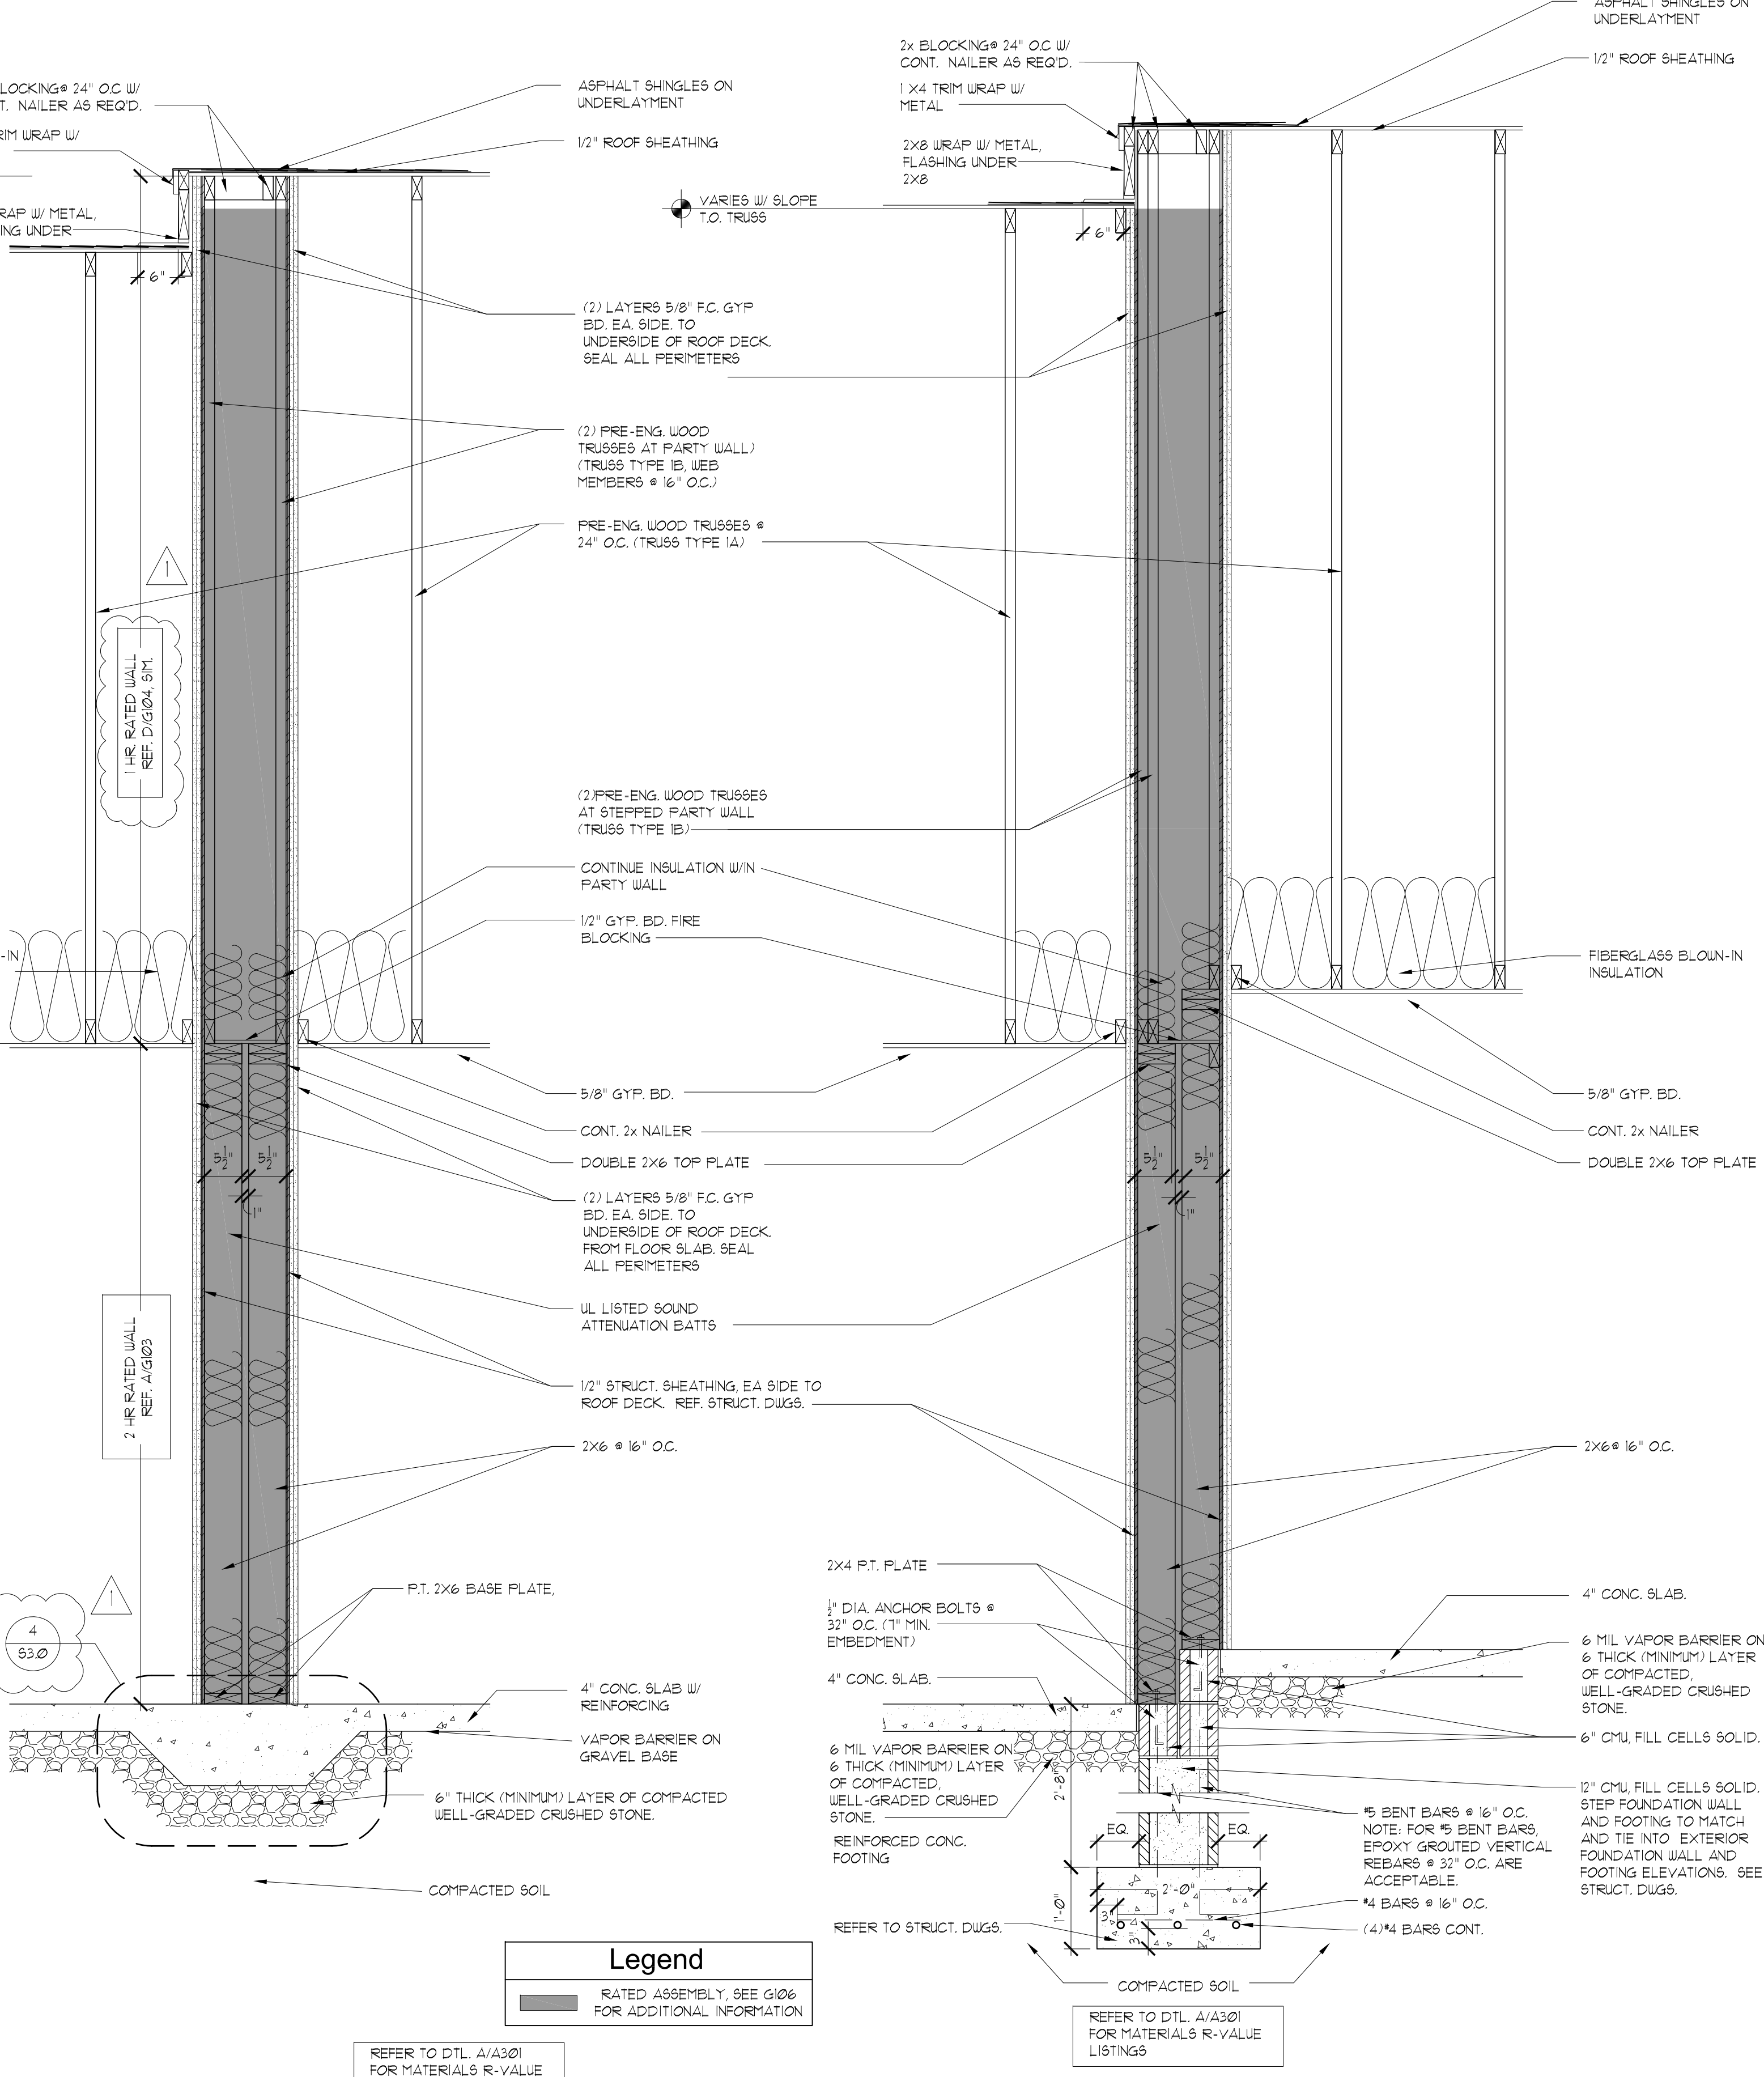 LOCKING@ 24" O.C W/
T. NAILER AS REQ'D.
RIM WRAP W/
RAP W/ METAL,
ING UNDER
6"
ASPHALT SHINGLES ON
UNDERLAYMENT
1/2" ROOF SHEATHING
VARIES W/ SLOPE
T.O. TRUSS
(2) LAYERS 5/8" F.C. GYP
BD. EA. SIDE. TO
UNDERSIDE OF ROOF DECK.
SEAL ALL PERIMETERS
(2) PRE-ENG. WOOD
TRUSSES AT PARTY WALL)
(TRUSS TYPE 1B, WEB
MEMBERS @ 16" O.C.)
PRE-ENG. WOOD TRUSSES @
24" O.C. (TRUSS TYPE 1A)
1
1 HR. RATED WALL
REF. D/G104, SIM.
(2)PRE-ENG. WOOD TRUSSES
AT STEPPED PARTY WALL
(TRUSS TYPE 1B)
CONTINUE INSULATION W/IN
PARTY WALL
1/2" GYP. BD. FIRE
BLOCKING
-IN
5/8" GYP. BD.
CONT. 2x NAILER
DOUBLE 2X6 TOP PLATE
5 1/2"
5 1/2"
1"
(2) LAYERS 5/8" F.C. GYP
BD. EA. SIDE. TO
UNDERSIDE OF ROOF DECK.
FROM FLOOR SLAB. SEAL
ALL PERIMETERS
UL LISTED SOUND
ATTENUATION BATTS
2 HR RATED WALL
REF. A/G103
1/2" STRUCT. SHEATHING, EA SIDE TO
ROOF DECK. REF. STRUCT. DWGS.
2X6 @ 16" O.C.
1
4
S3.0
P.T. 2X6 BASE PLATE,
4" CONC. SLAB W/
REINFORCING
VAPOR BARRIER ON
GRAVEL BASE
6" THICK (MINIMUM) LAYER OF COMPACTED
WELL-GRADED CRUSHED STONE.
COMPACTED SOIL
Legend
RATED ASSEMBLY, SEE G106
FOR ADDITIONAL INFORMATION
REFER TO DTL. A/A301
FOR MATERIALS R-VALUE
2x BLOCKING@ 24" O.C W/
CONT. NAILER AS REQ'D.
1 X4 TRIM WRAP W/
METAL
2X8 WRAP W/ METAL,
FLASHING UNDER
2X8
6"
ASPHALT SHINGLES ON
UNDERLAYMENT
1/2" ROOF SHEATHING
FIBERGLASS BLOWN-IN
INSULATION
5/8" GYP. BD.
CONT. 2x NAILER
DOUBLE 2X6 TOP PLATE
5 1/2"
5 1/2"
1"
2X6@ 16" O.C.
2X4 P.T. PLATE
1/2" DIA. ANCHOR BOLTS @
32" O.C. (7" MIN.
EMBEDMENT)
4" CONC. SLAB.
6 MIL VAPOR BARRIER ON
6 THICK (MINIMUM) LAYER
OF COMPACTED,
WELL-GRADED CRUSHED
STONE.
REINFORCED CONC.
FOOTING
REFER TO STRUCT. DWGS.
2'-8"
1'-0"
EQ.
EQ.
2'-0"
3"
3"
4" CONC. SLAB.
6 MIL VAPOR BARRIER ON
6 THICK (MINIMUM) LAYER
OF COMPACTED,
WELL-GRADED CRUSHED
STONE.
6" CMU, FILL CELLS SOLID.
12" CMU, FILL CELLS SOLID.
STEP FOUNDATION WALL
AND FOOTING TO MATCH
AND TIE INTO EXTERIOR
FOUNDATION WALL AND
FOOTING ELEVATIONS. SEE
STRUCT. DWGS.
#5 BENT BARS @ 16" O.C.
NOTE: FOR #5 BENT BARS,
EPOXY GROUTED VERTICAL
REBARS @ 32" O.C. ARE
ACCEPTABLE.
#4 BARS @ 16" O.C.
(4)#4 BARS CONT.
COMPACTED SOIL
REFER TO DTL. A/A301
FOR MATERIALS R-VALUE
LISTINGS